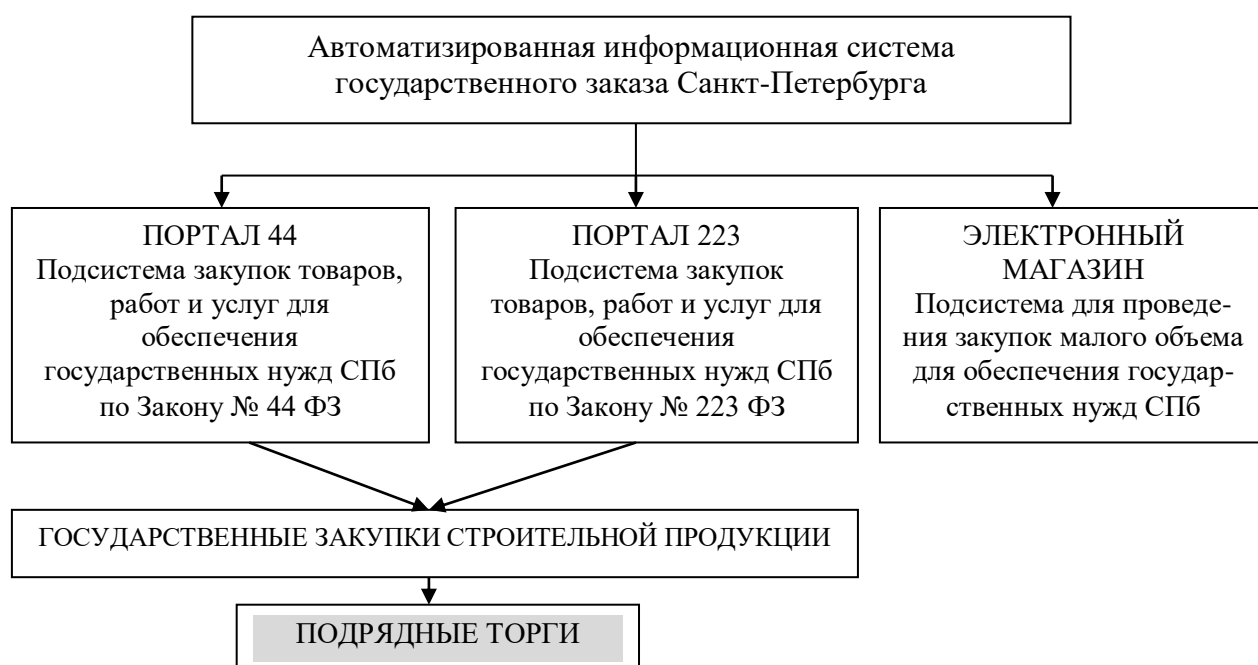 Автоматизированная информационная система
государственного заказа Санкт-Петербурга
ПОРТАЛ 44
Подсистема закупок товаров,
работ и услуг для
обеспечения
государственных нужд СПб
по Закону № 44 ФЗ
ПОРТАЛ 223
Подсистема закупок
товаров, работ и услуг для
обеспечения
государственных нужд СПб
по Закону № 223 ФЗ
ЭЛЕКТРОННЫЙ
МАГАЗИН
Подсистема для проведе-
ния закупок малого объема
для обеспечения государ-
ственных нужд СПб
ГОСУДАРСТВЕННЫЕ ЗАКУПКИ СТРОИТЕЛЬНОЙ ПРОДУКЦИИ
ПОДРЯДНЫЕ ТОРГИ